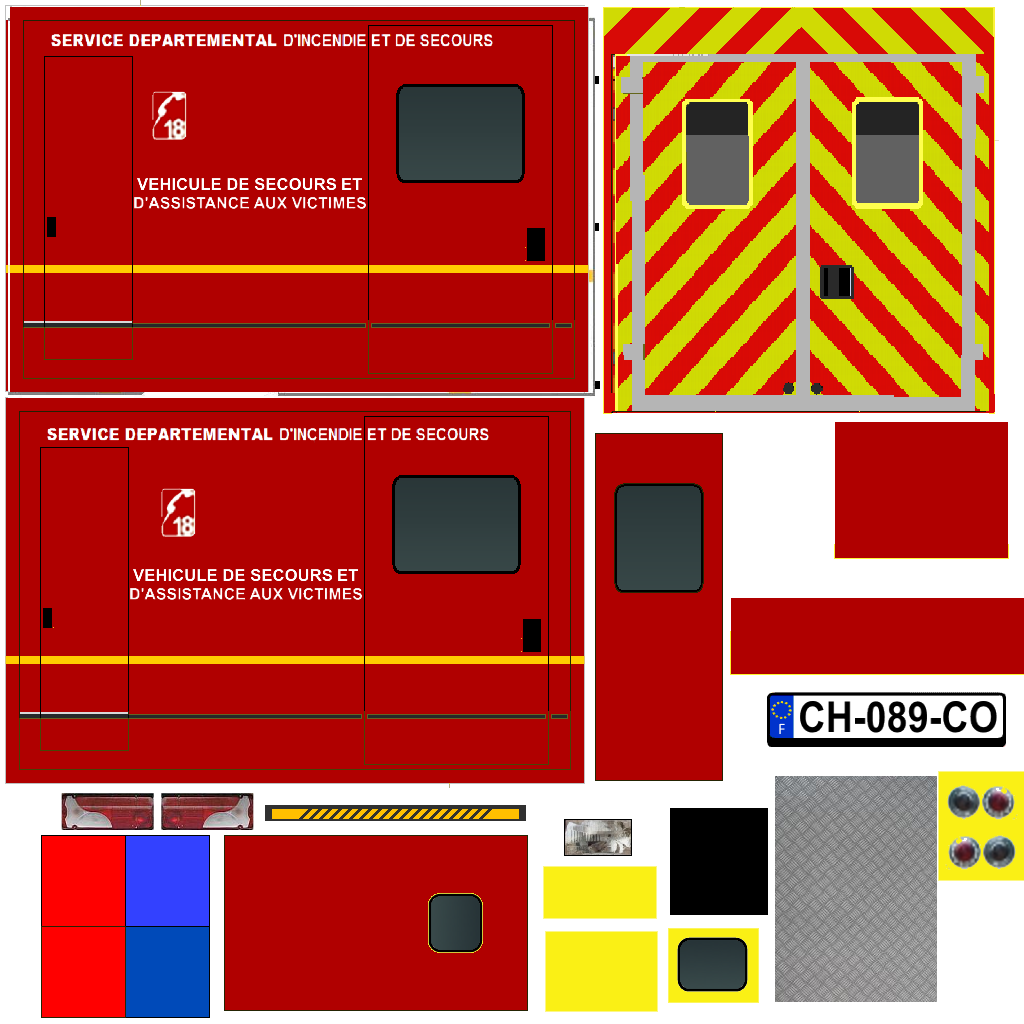 SERVICE DEPARTEMENTAL D'INCENDIE ET DE SECOURS
18
VEHICULE DE SECOURS ET
D'ASSISTANCE AUX VICTIMES
SERVICE DEPARTEMENTAL D'INCENDIE ET DE SECOURS
18
VEHICULE DE SECOURS ET
D'ASSISTANCE AUX VICTIMES
F CH-089-CO